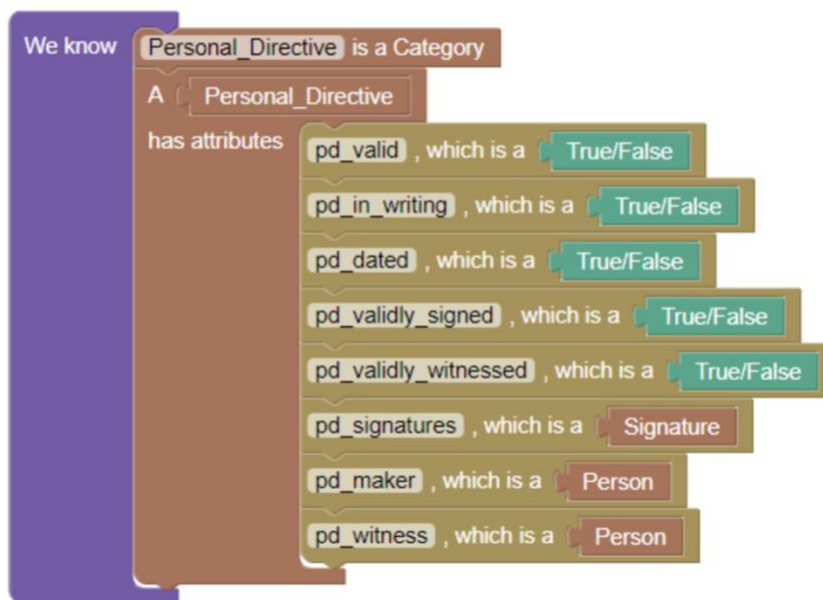 We know Personal_Directive is a Category
A Personal_Directive
has attributes pd_valid , which is a True/False
pd_in_writing , which is a True/False
pd_dated , which is a True/False
pd_validly_signed , which is a True/False
pd_validly_witnessed , which is a True/False
pd_signatures , which is a Signature
pd_maker , which is a Person
pd_witness , which is a Person